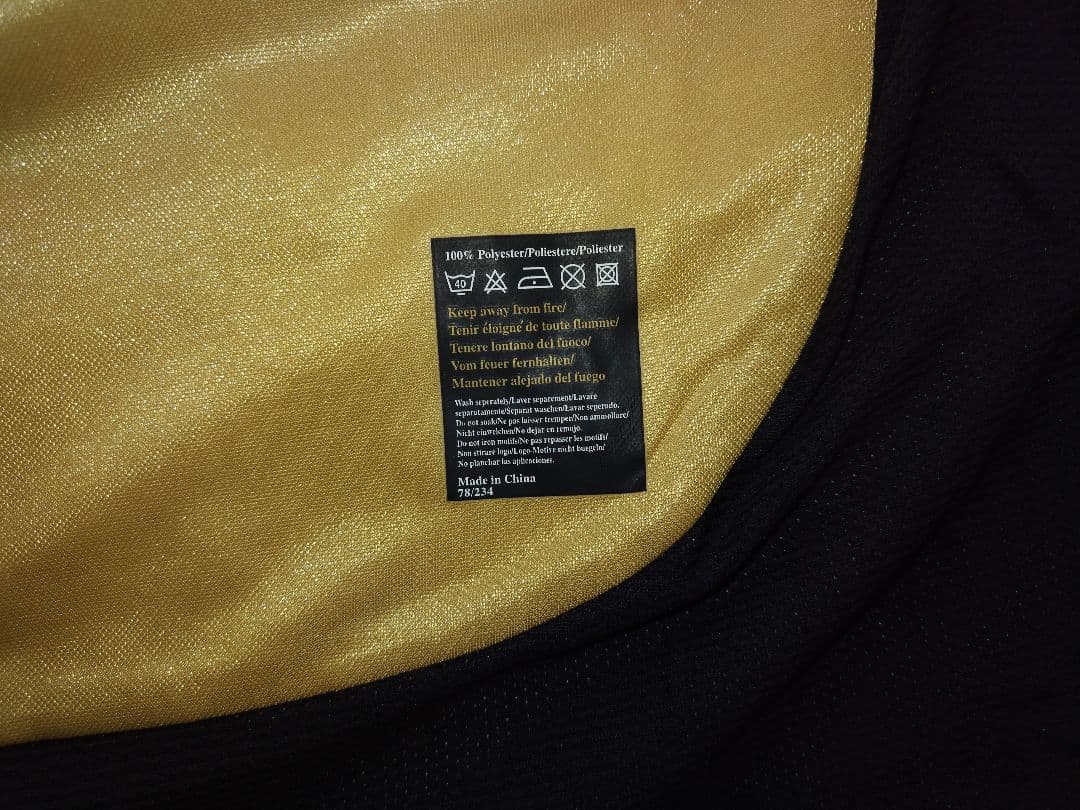 100% Polyester/Poliestere/Poliester
40
Keep away from fire/
Tenir éloigné de toute flamme/
Tenere lontano del fuoco/
Vom feuer fernhalten/
Mantener alejado del fuego
Wash seperately/Laver separement/Lavare
separatamente/Separat waschen/Lavar seperado.
Do not soak/Ne pas laisser tremper/Non ammollare/
Nicht einweichen/No dejar en remojo.
Do not iron motifs/Ne pas repasser les motifs/
Non stirare logo/Logo-Motive nicht buegeln/
No planchar las aplicaciones.
Made in China
78/234